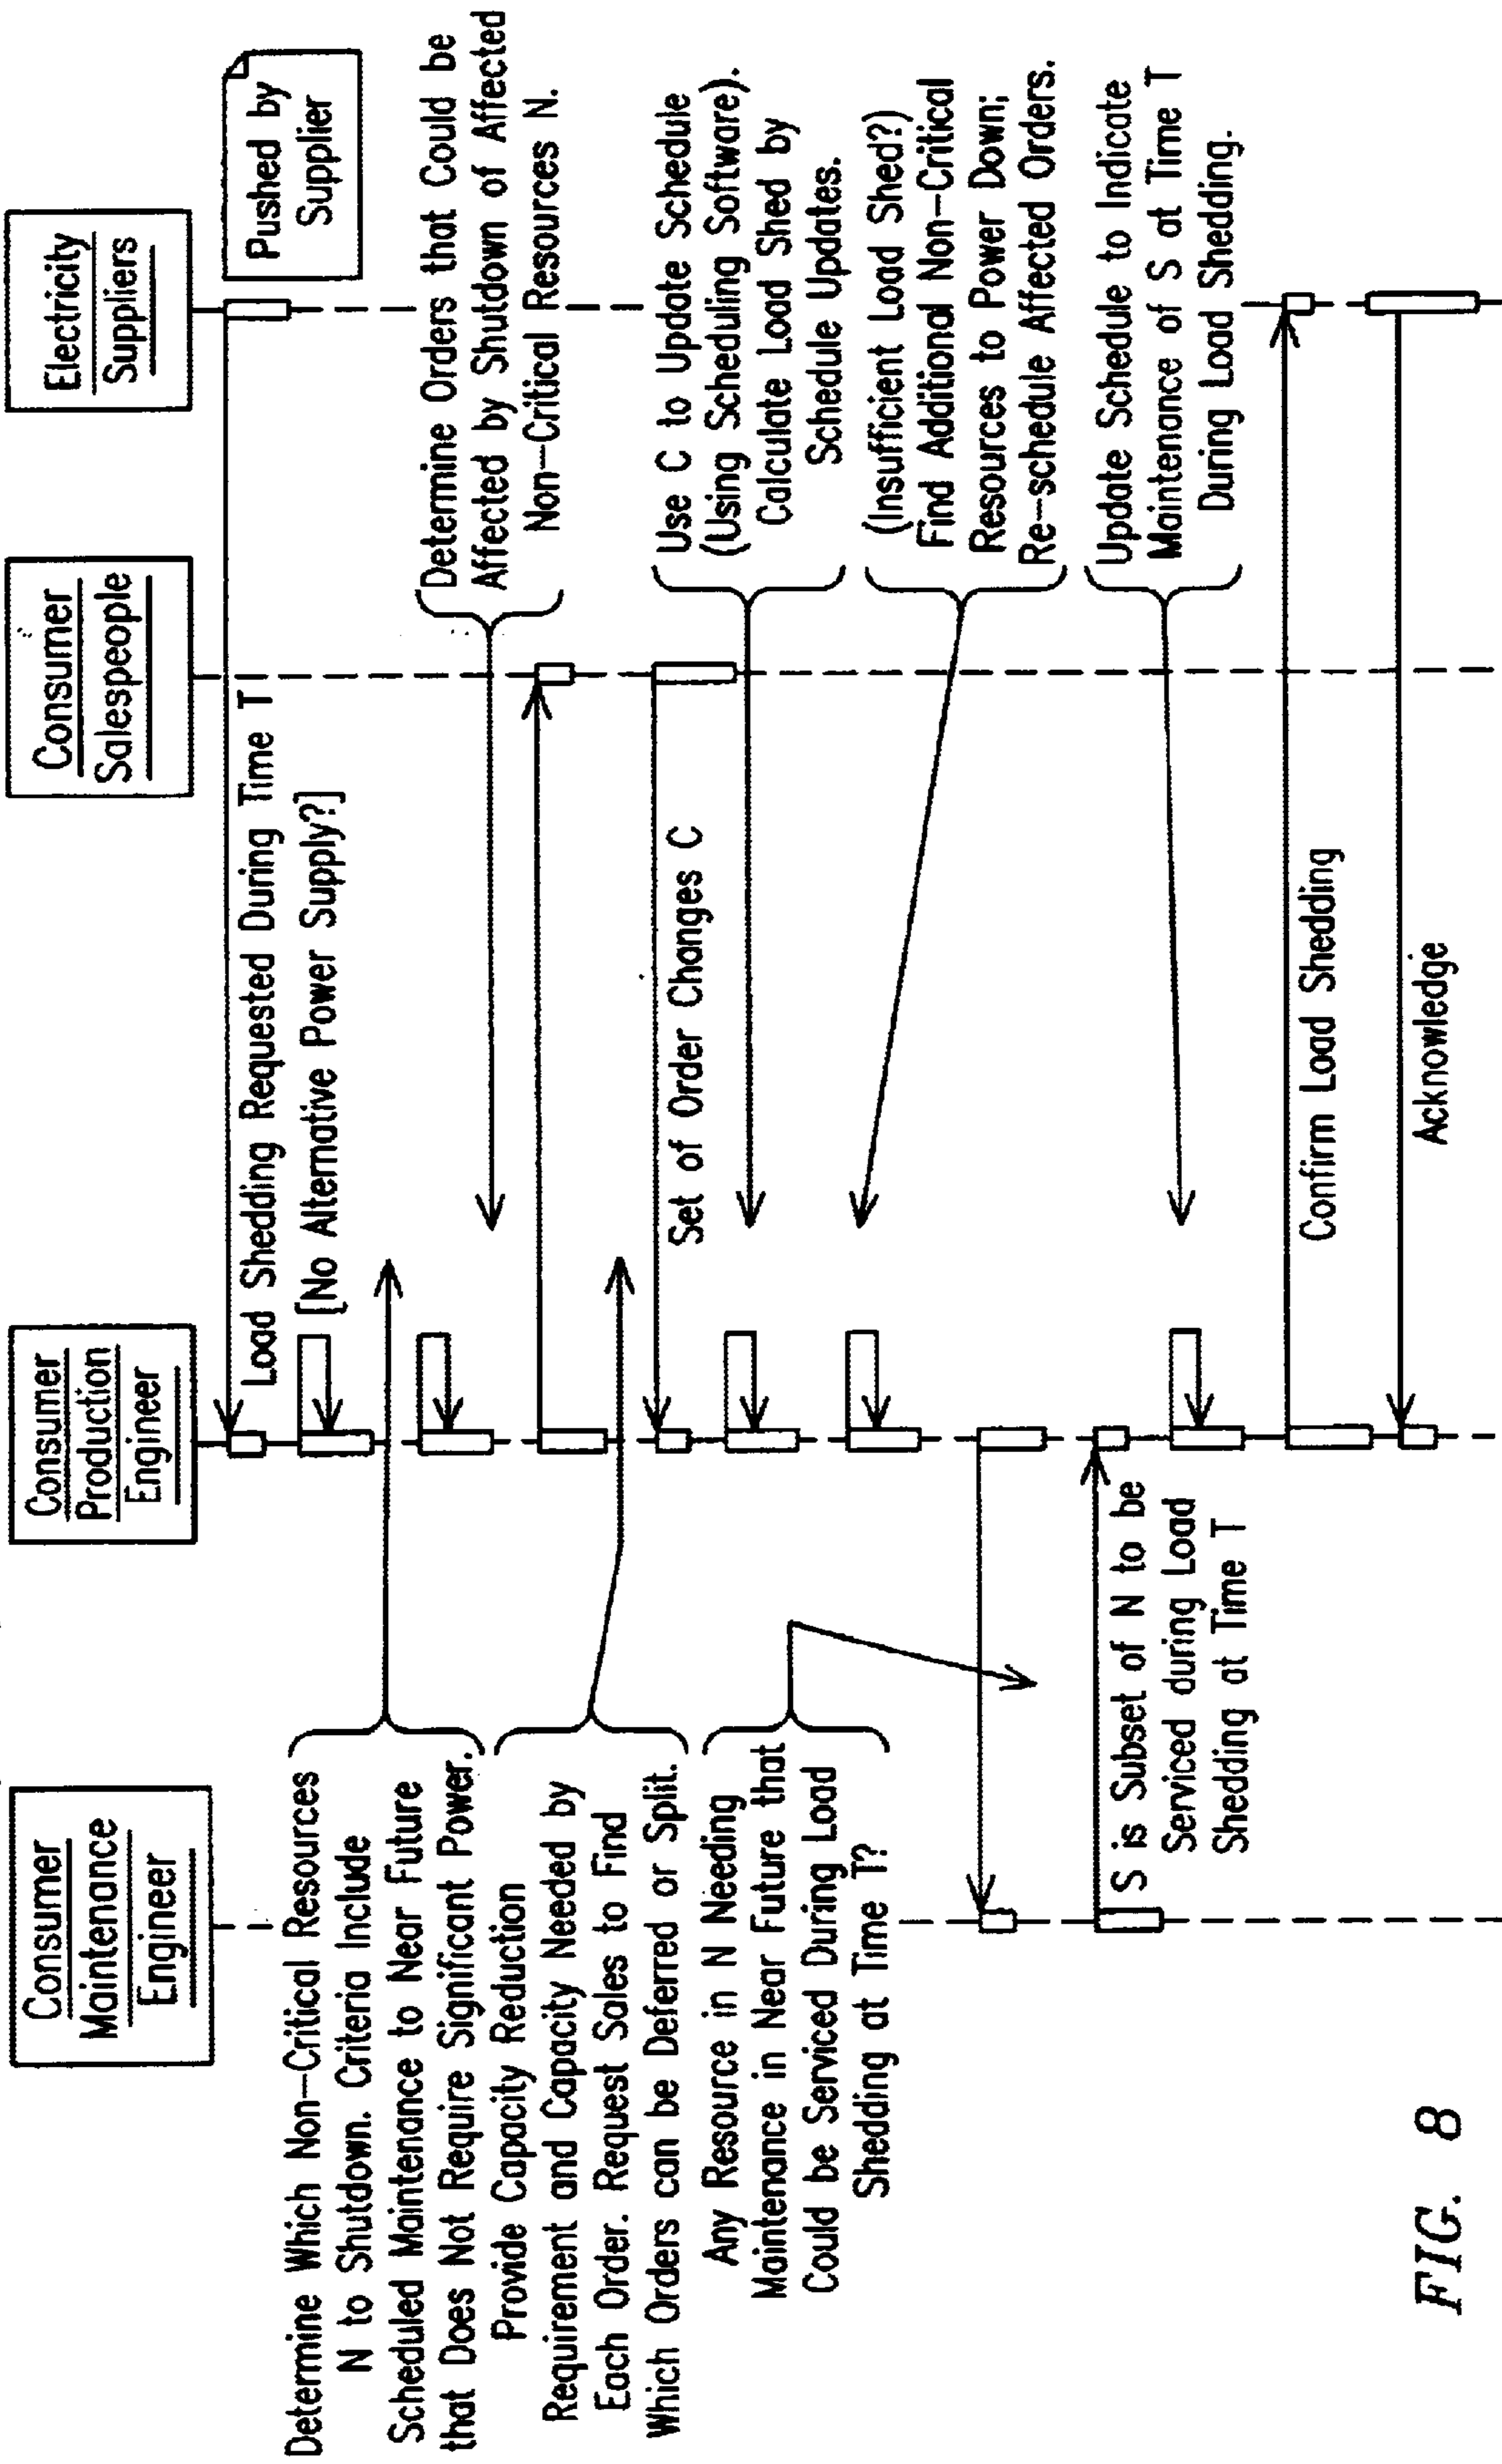 Consumer
Maintenance
Engineer
Consumer
Production
Engineer
Consumer
Salespeople
Electricity
Suppliers
Pushed by
Supplier
Load Shedding Requested During Time T
[No Alternative Power Supply?]
Determine Which Non-Critical Resources
N to Shutdown. Criteria Include
Scheduled Maintenance to Near Future
that Does Not Require Significant Power.
Determine Orders that Could be
Affected by Shutdown of Affected
Non-Critical Resources N.
Provide Capacity Reduction
Requirement and Capacity Needed by
Each Order. Request Sales to Find
Which Orders can be Deferred or Split.
Set of Order Changes C
Use C to Update Schedule
(Using Scheduling Software).
Calculate Load Shed by
Schedule Updates.
(Insufficient Load Shed?)
Find Additional Non-Critical
Resources to Power Down;
Re-schedule Affected Orders.
Any Resource in N Needing
Maintenance in Near Future that
Could be Serviced During Load
Shedding at Time T?
S is Subset of N to be
Serviced during Load
Shedding at Time T
Update Schedule to Indicate
Maintenance of S at Time T
During Load Shedding.
Confirm Load Shedding
Acknowledge
FIG. 8